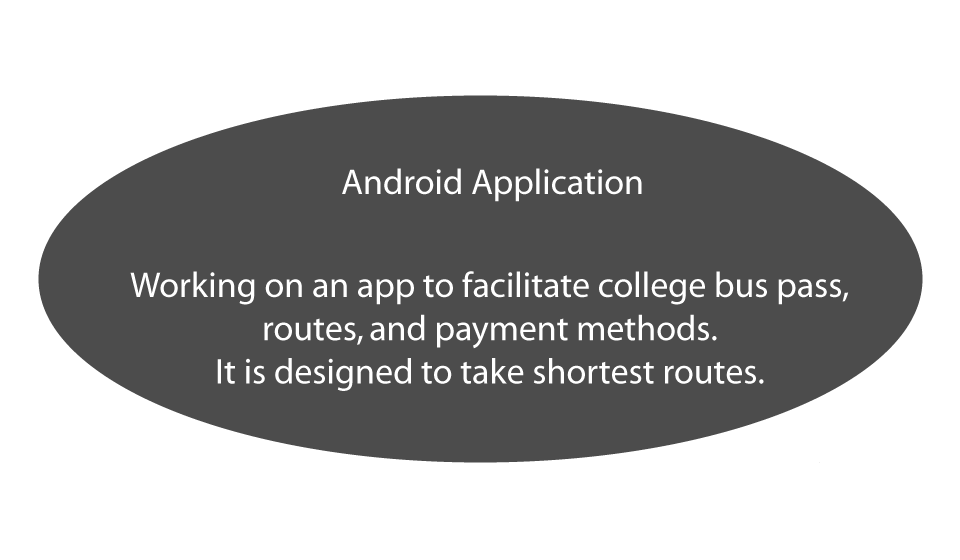 Android Application
Working on an app to facilitate college bus pass,
routes, and payment methods.
It is designed to take shortest routes.